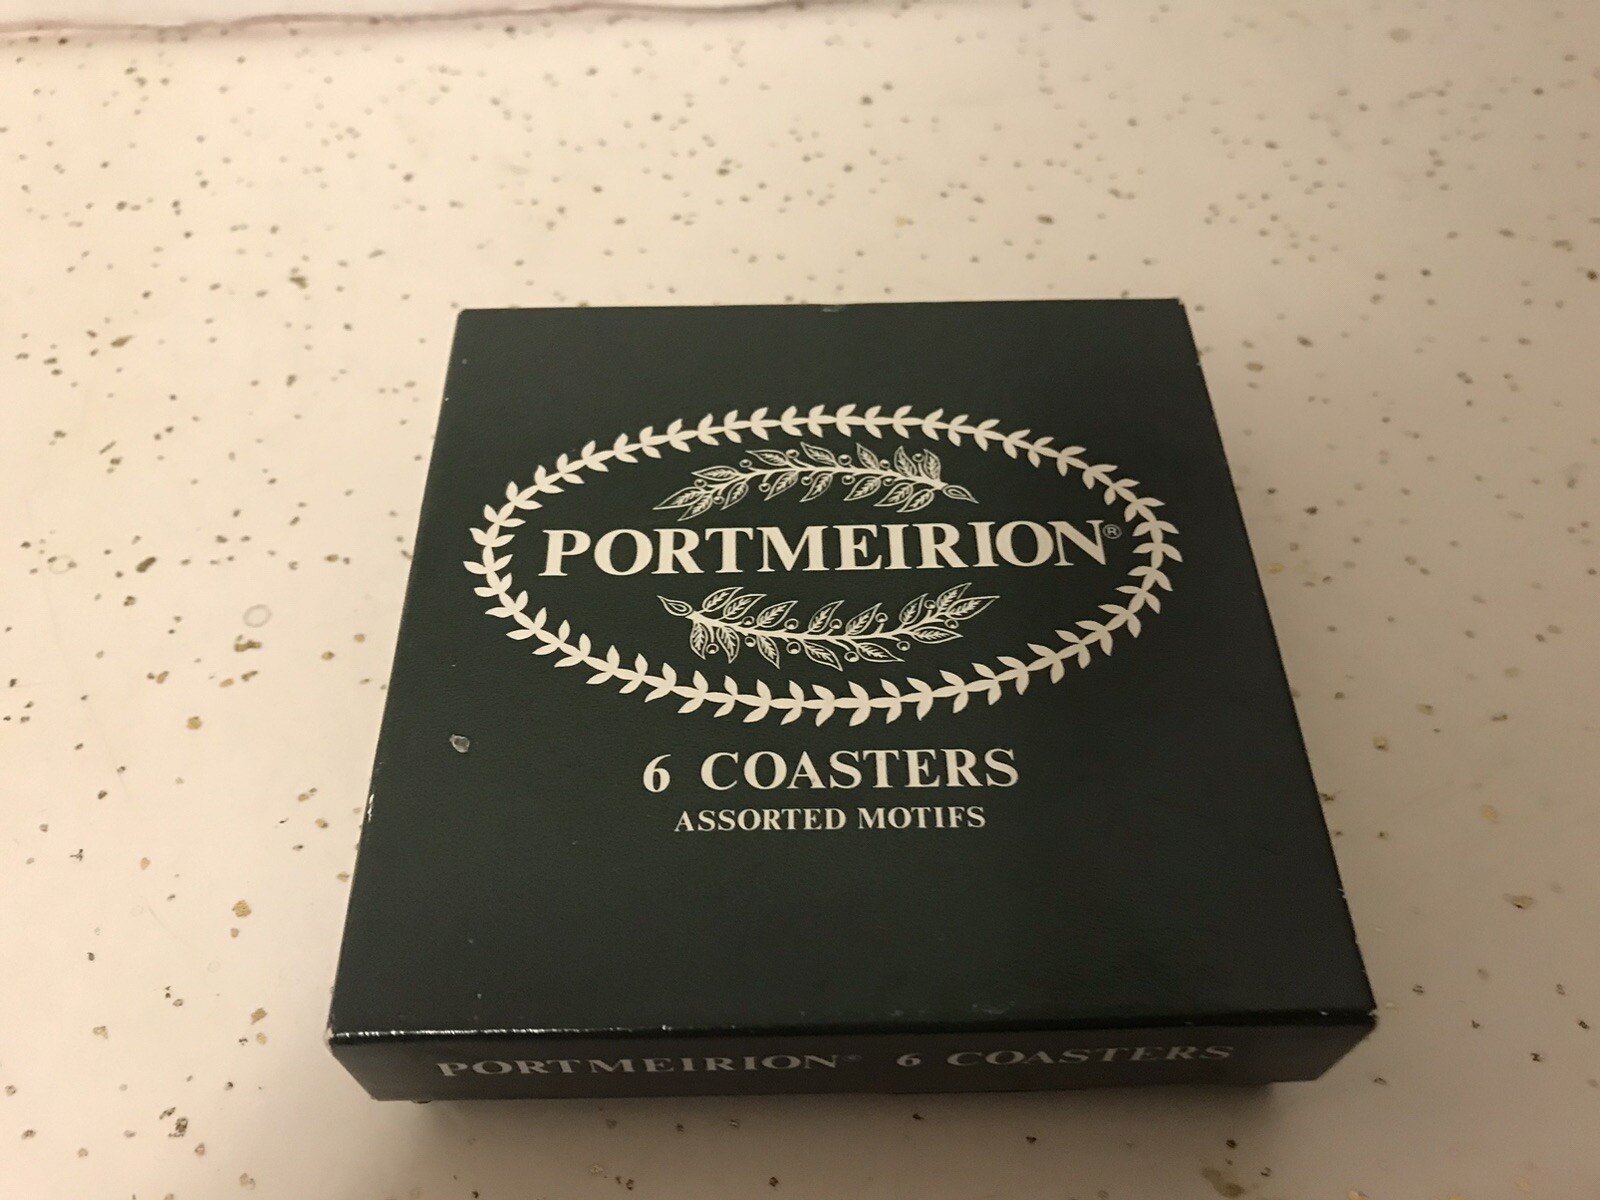 PORTMEIRION®
6 COASTERS
ASSORTED MOTIFS
PORTMEIRION® 6 COASTERS